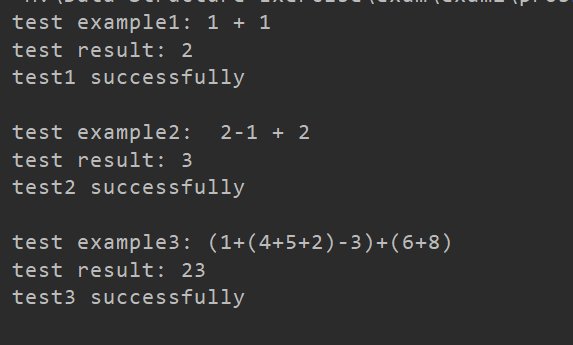 test example1: 1 + 1
test result: 2
test1 successfully
test example2:  2-1 + 2
test result: 3
test2 successfully
test example3: (1+(4+5+2)-3)+(6+8)
test result: 23
test3 successfully